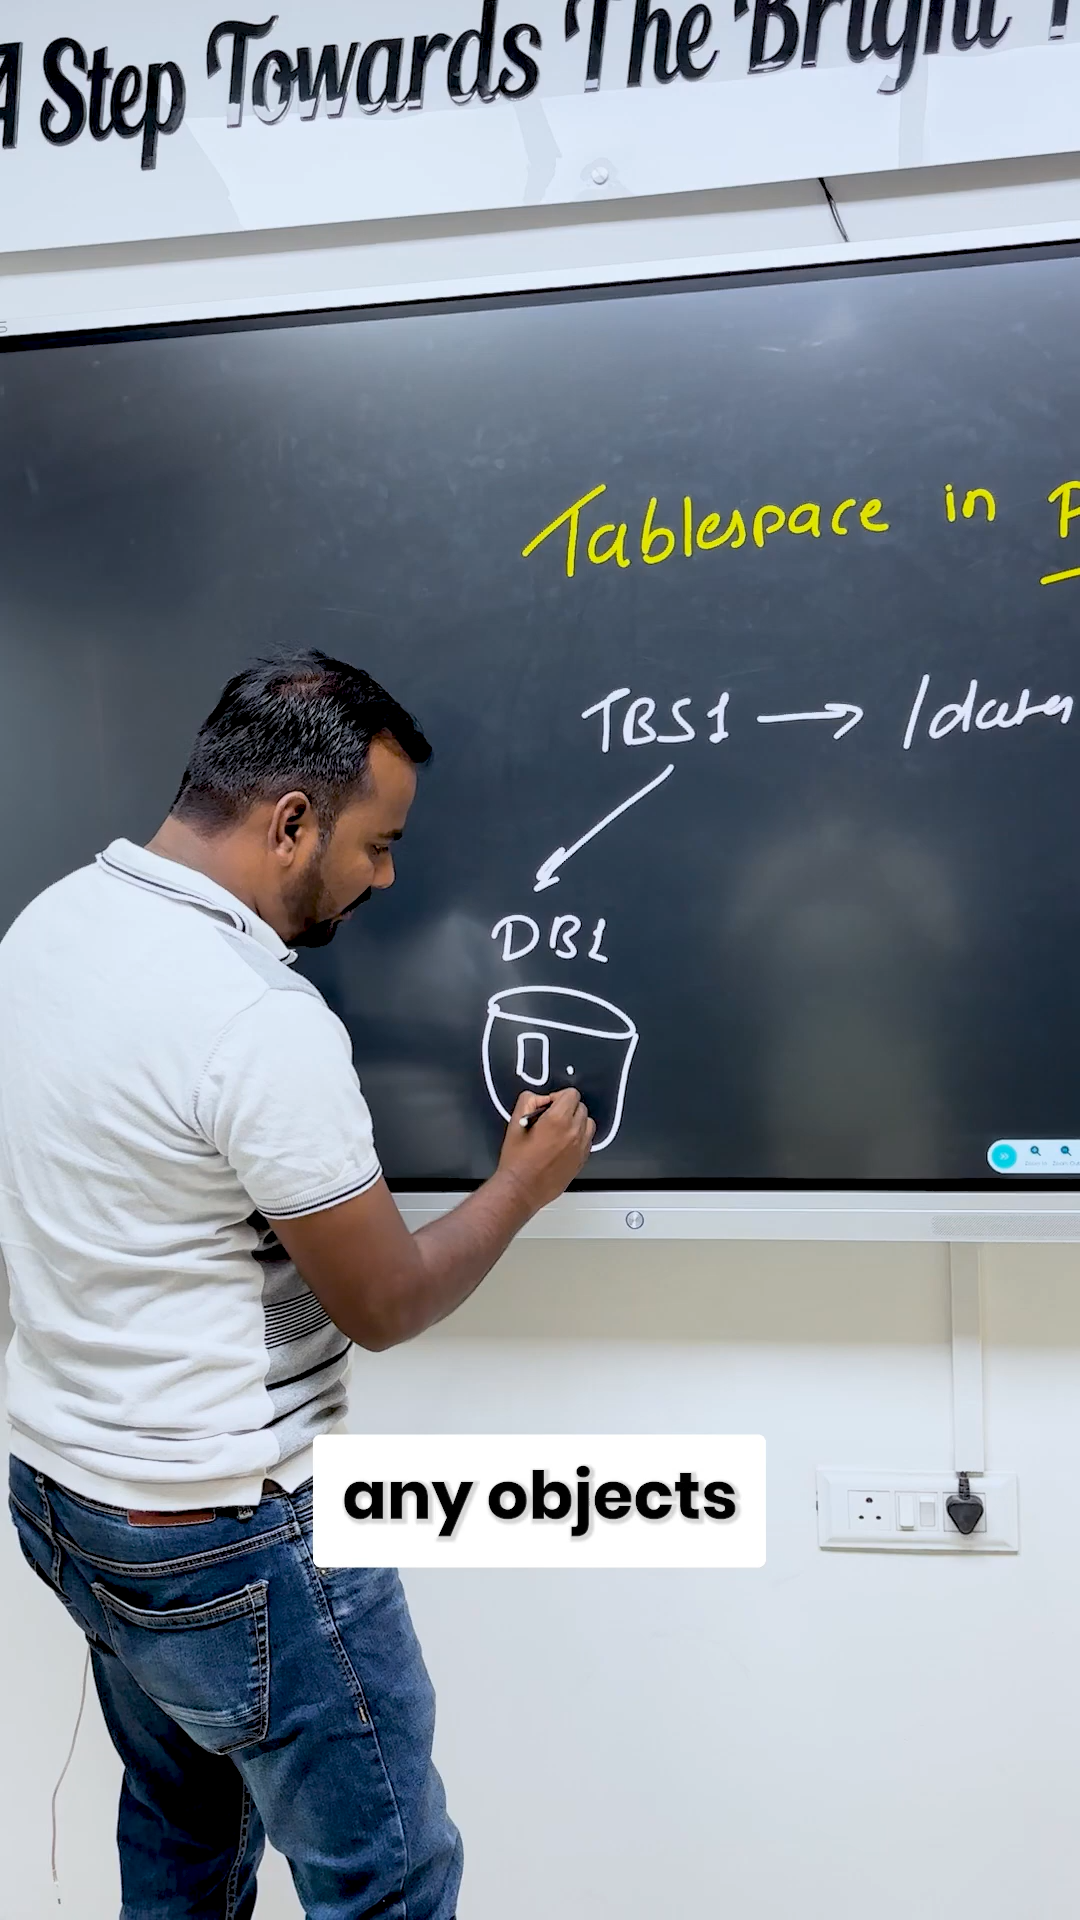 A Step Towards The Bright
Tablespace in P
TBS1 → /data
DB1
any objects